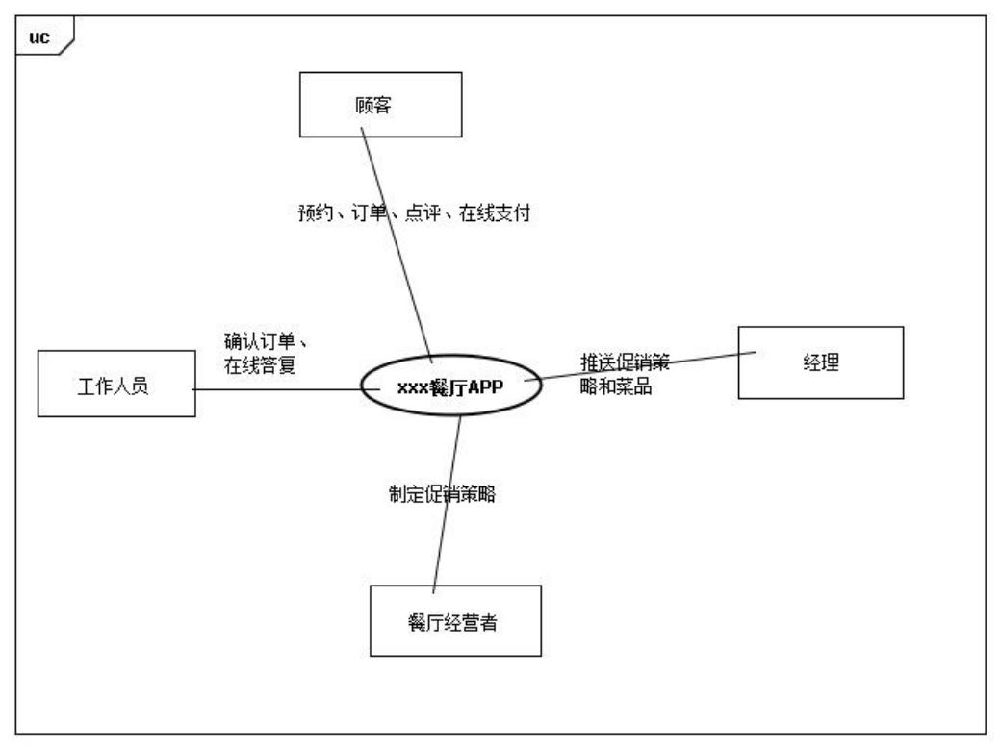 uc
顾客
预约、订单、点评、在线支付
确认订单、
在线答复
工作人员
xxx餐厅APP
推送促销策
略和菜品
经理
制定促销策略
餐厅经营者